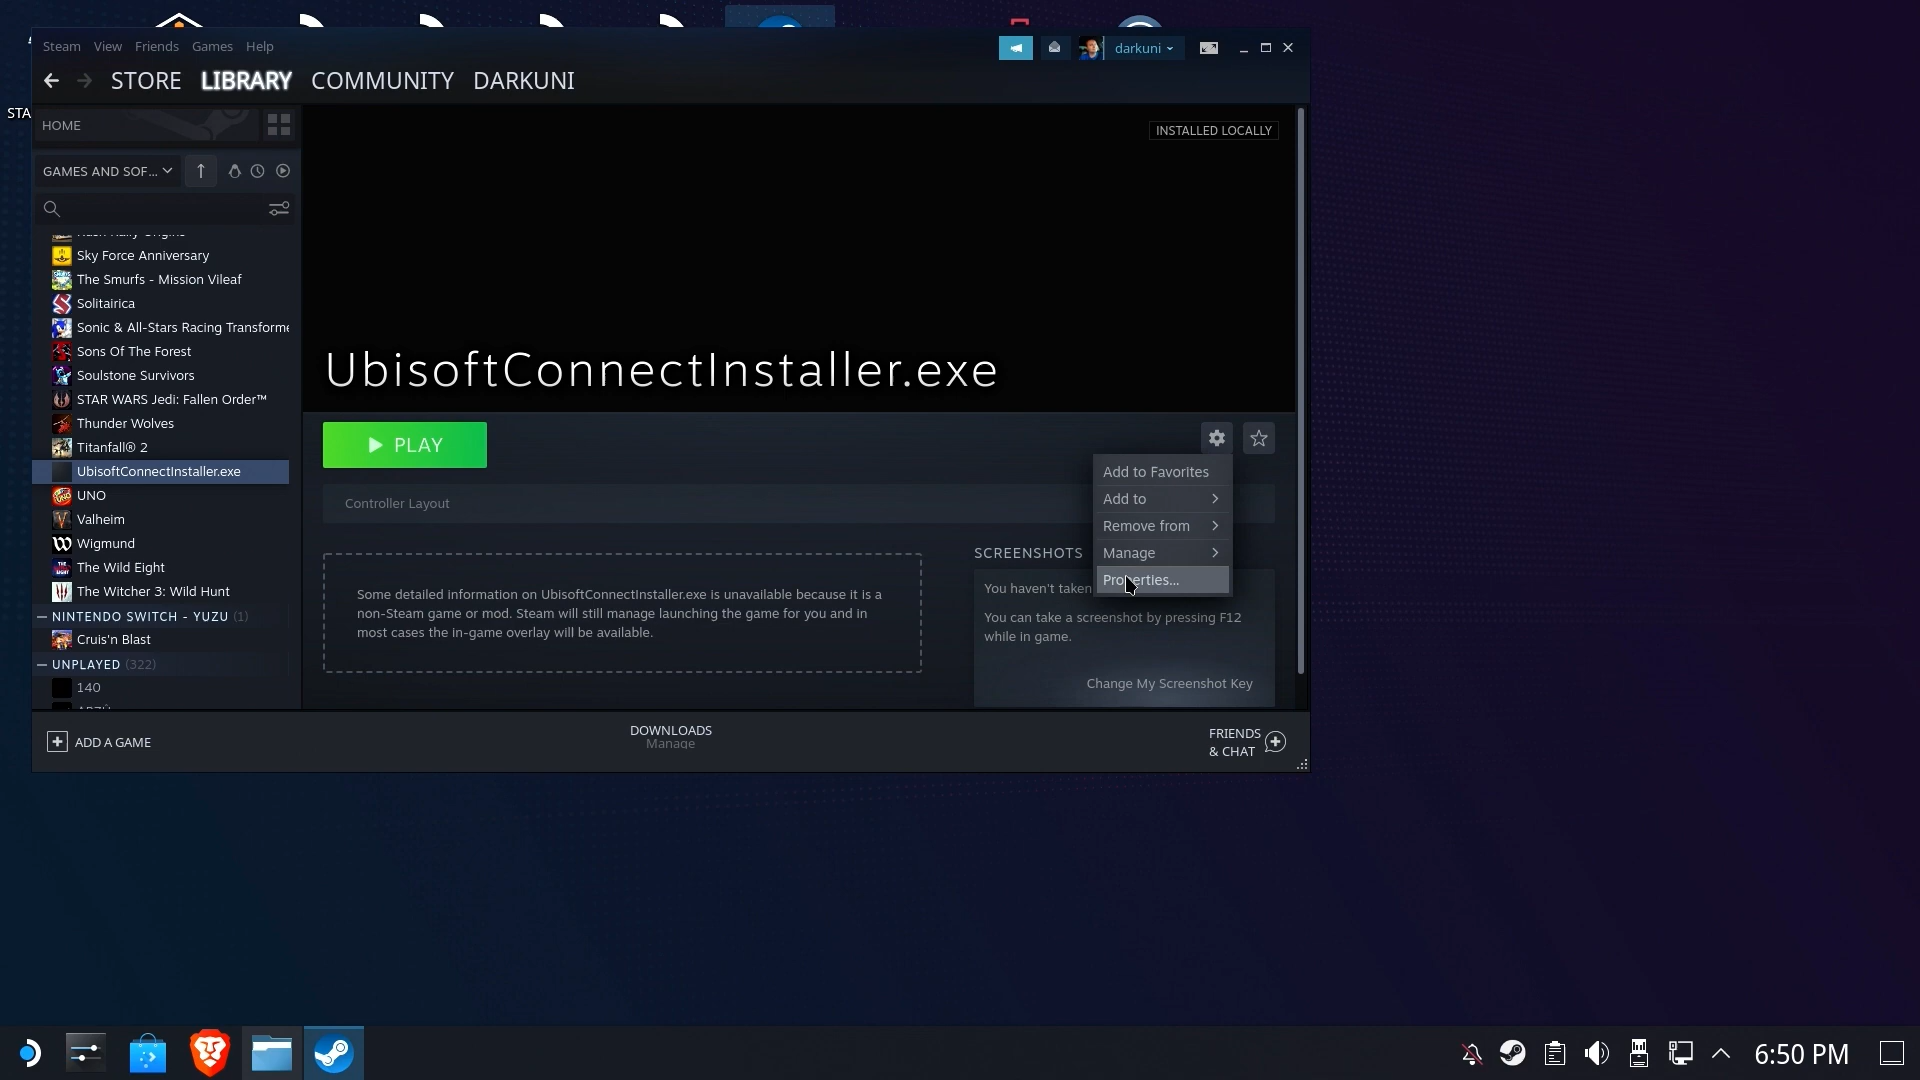 Steam View Friends Games Help
darkuni
STORE LIBRARY COMMUNITY DARKUNI
STA
HOME
INSTALLED LOCALLY
GAMES AND SOF...
Sky Force Anniversary
The Smurfs - Mission Vileaf
Solitairica
Sonic & All-Stars Racing Transforme
Sons Of The Forest
Soulstone Survivors
STAR WARS Jedi: Fallen Order™
Thunder Wolves
Titanfall® 2
UbisoftConnectInstaller.exe
UNO
Valheim
Wigmund
The Wild Eight
The Witcher 3: Wild Hunt
NINTENDO SWITCH - YUZU (1)
Cruis'n Blast
UNPLAYED (322)
140
UbisoftConnectInstaller.exe
PLAY
Controller Layout
Add to Favorites
Add to
Remove from
Manage
Properties...
Some detailed information on UbisoftConnectInstaller.exe is unavailable because it is a
non-Steam game or mod. Steam will still manage launching the game for you and in
most cases the in-game overlay will be available.
SCREENSHOTS
You haven't taken
You can take a screenshot by pressing F12
while in game.
Change My Screenshot Key
ADD A GAME
DOWNLOADS
Manage
FRIENDS
& CHAT
6:50 PM